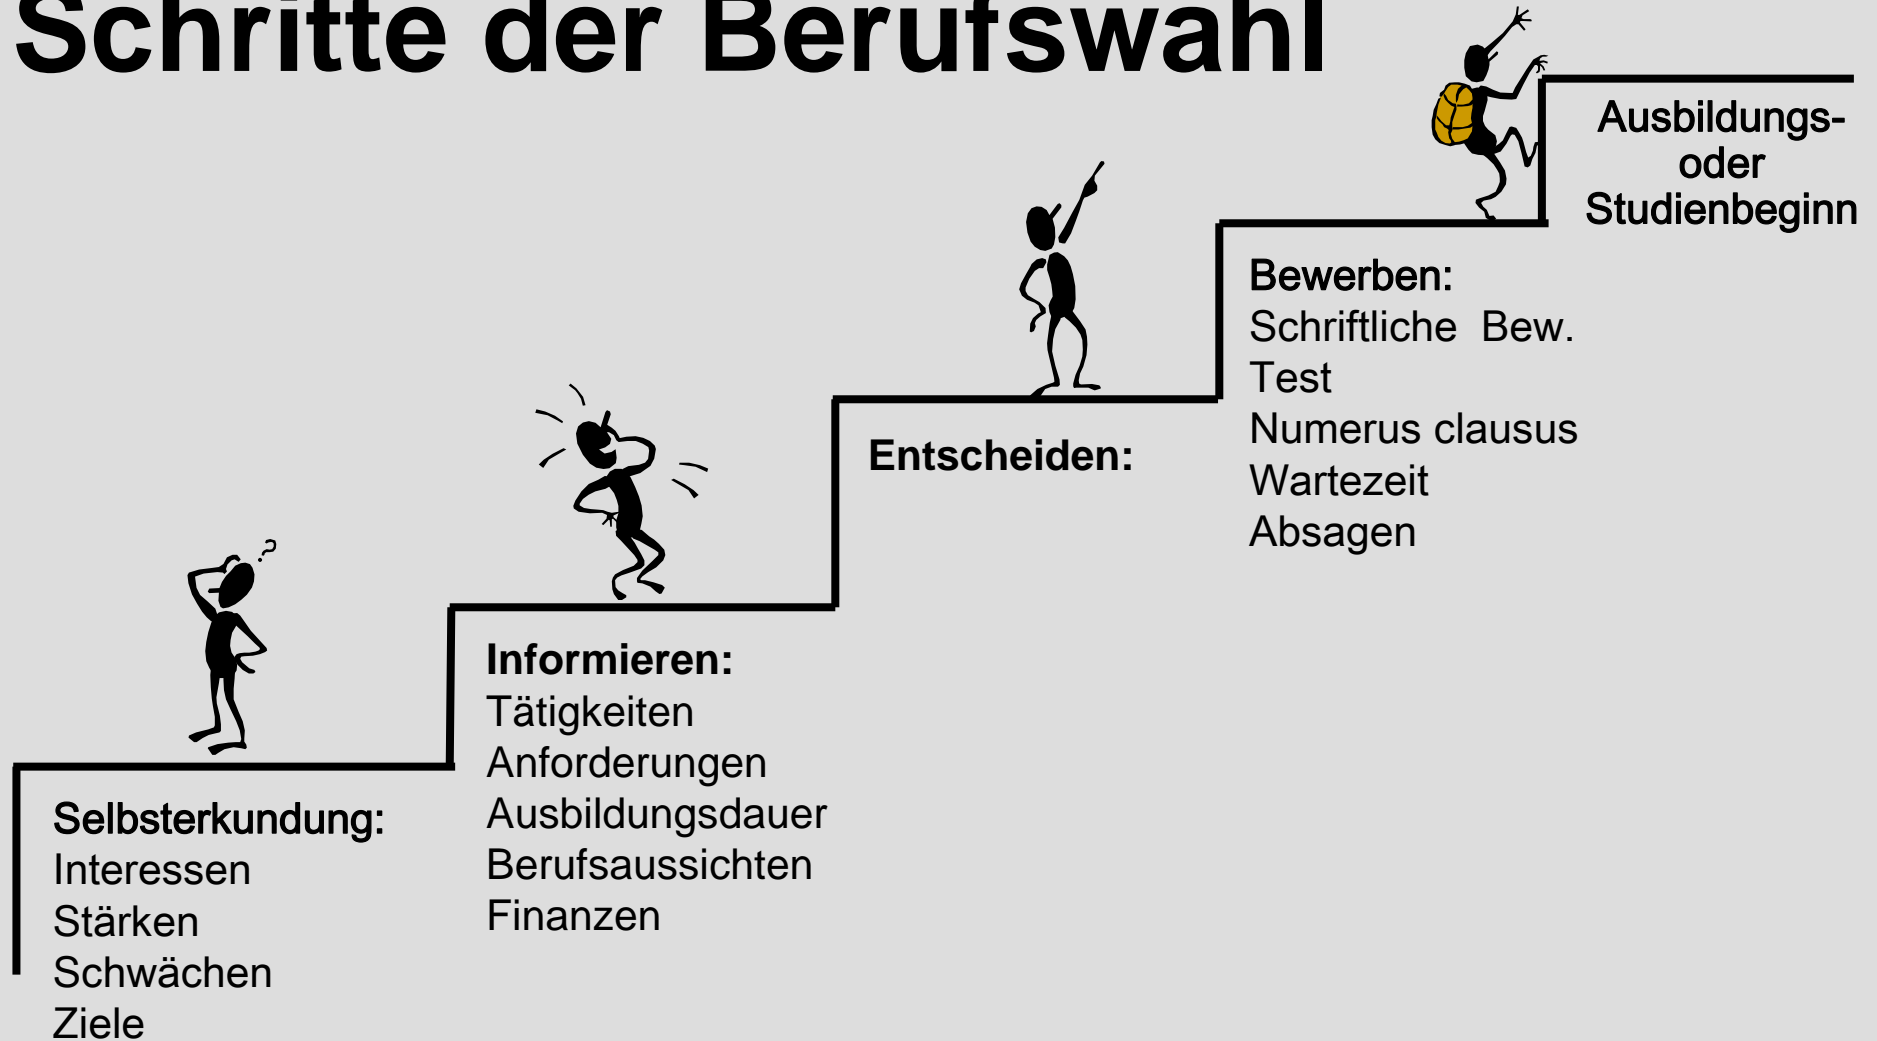 Schritte der Berufswahl
Selbsterkundung:
Interessen
Stärken
Schwächen
Ziele
Informieren:
Tätigkeiten
Anforderungen
Ausbildungsdauer
Berufsaussichten
Finanzen
Entscheiden:
Bewerben:
Schriftliche Bew.
Test
Numerus clausus
Wartezeit
Absagen
Ausbildungs-
oder
Studienbeginn
?